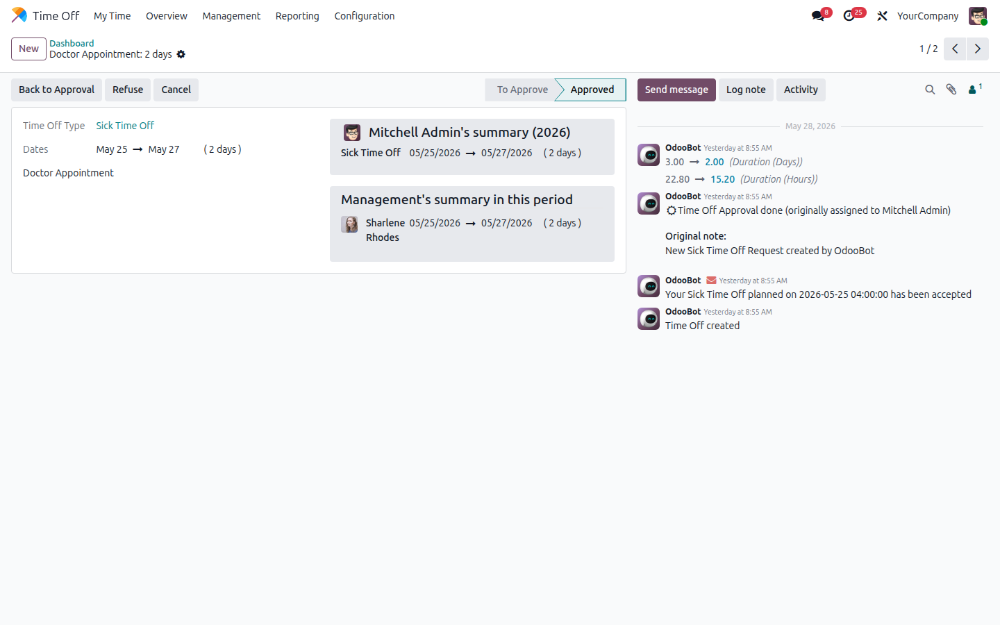 Time Off My Time Overview Management Reporting Configuration 8 25 YourCompany
New Dashboard
Doctor Appointment: 2 days 1 / 2
Back to Approval Refuse Cancel To Approve Approved Send message Log note Activity 1
Time Off Type Sick Time Off
Dates May 25 → May 27 ( 2 days )
Doctor Appointment
Mitchell Admin's summary (2026)
Sick Time Off 05/25/2026 → 05/27/2026 ( 2 days )
Management's summary in this period
Sharlene Rhodes 05/25/2026 → 05/27/2026 ( 2 days )
May 28, 2026
OdooBot Yesterday at 8:55 AM
3.00 → 2.00 (Duration (Days))
22.80 → 15.20 (Duration (Hours))
OdooBot Yesterday at 8:55 AM
Time Off Approval done (originally assigned to Mitchell Admin)
Original note:
New Sick Time Off Request created by OdooBot
OdooBot Yesterday at 8:55 AM
Your Sick Time Off planned on 2026-05-25 04:00:00 has been accepted
OdooBot Yesterday at 8:55 AM
Time Off created